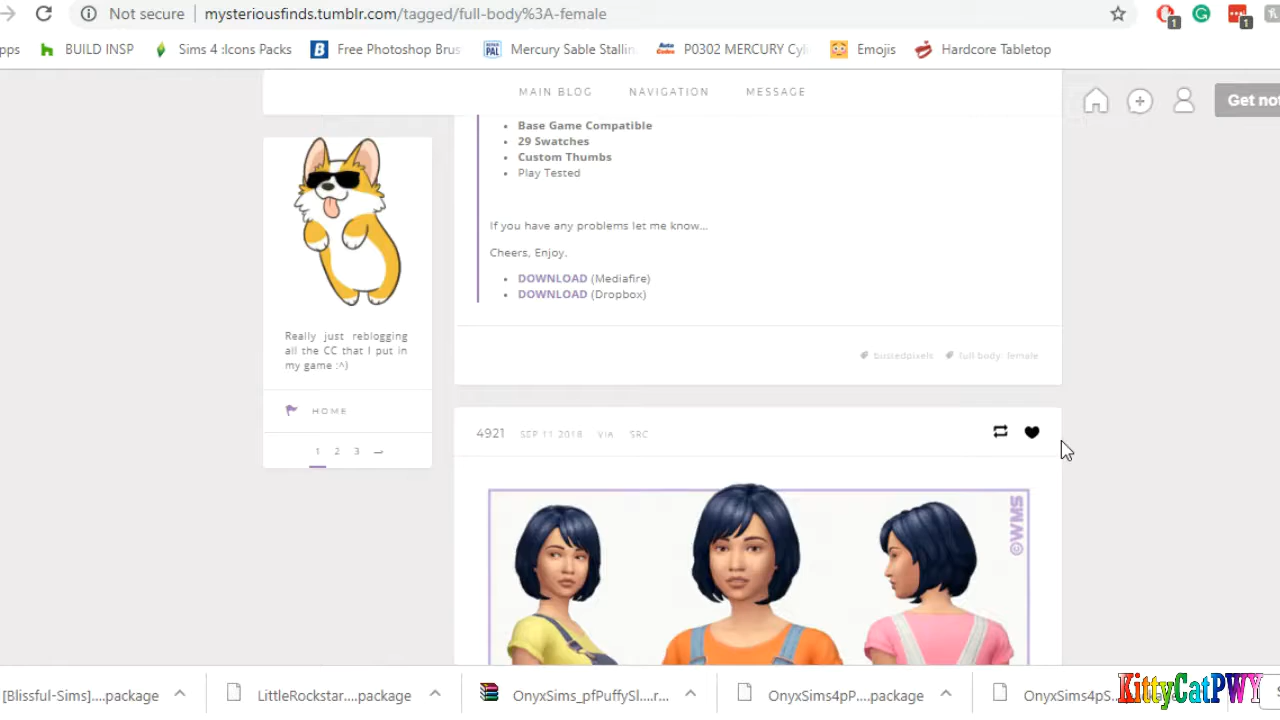 Not secure mysteriousfinds.tumblr.com/tagged/full-body%3A-female
1 1
pps BUILD INSP Sims 4 :Icons Packs Free Photoshop Brus Mercury Sable Stallin P0302 MERCURY Cyl Emojis Hardcore Tabletop
MAIN BLOG NAVIGATION MESSAGE
Get not
Base Game Compatible
29 Swatches
Custom Thumbs
Play Tested
If you have any problems let me know...
Cheers, Enjoy.
DOWNLOAD (Mediafire)
DOWNLOAD (Dropbox)
Really just reblogging
all the CC that I put in
my game :^)
HOME
1 2 3
bustedpixels full body: female
4921 SEP 11 2018 VIA SRC
©WMS
[Blissful-Sims]....package LittleRockstar....package OnyxSims_pfPuffySl....r... OnyxSims4pP....package OnyxSims4pS....
KittyCatPWY